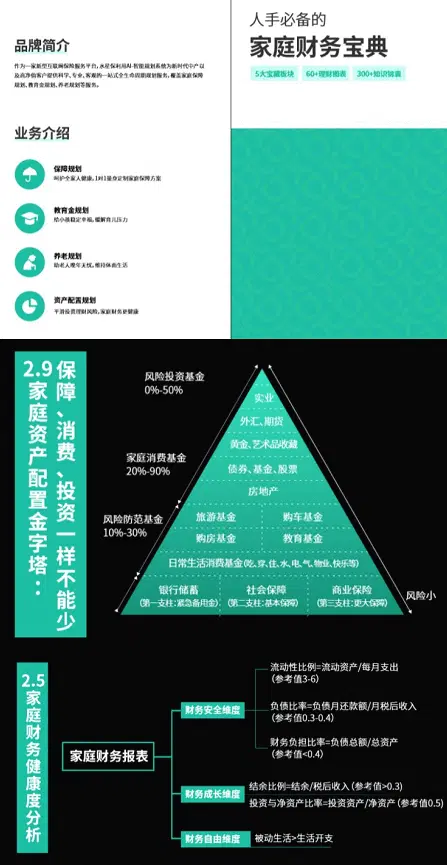 品牌简介
作为一家新型互联网保险服务平台,水星保利用AI-智能规划系统为新时代中产以
及高净值客户提供科学,专业,客观的一站式全生命周期规划服务,覆盖家庭保障
规划、教育金规划,养老规划等服务。
业务介绍
保障规划
呵护全家人健康,1对1量身定制家庭保障方案
教育金规划
给小孩稳定幸福,缓解育儿压力
养老规划
助老人晚年无忧,维持体面生活
资产配置规划
平滑投资理财风险,家庭财务更健康
人手必备的
家庭财务宝典
5大宝藏板块
60+理财图表
300+知识锦囊
2.9
家庭资产配置金字塔:
保障、消费、投资一样不能少
风险投资基金
0%-50%
家庭消费基金
20%-90%
风险防范基金
10%-30%
实业
外汇、期货
黄金、艺术品收藏
债券、基金、股票
房地产
旅游基金 购车基金
购房基金 教育基金
日常生活消费基金(吃、穿、住、水、电、气、物业、快乐等)
银行储蓄 社会保障 商业保险
(第一支柱:紧急备用金) (第二支柱:基本保障) (第三支柱:更大保障)
风险小
2.5
家庭财务健康度分析
家庭财务报表
财务安全维度
流动性比例=流动资产/每月支出
(参考值3-6)
负债比率=负债月还款额/月税后收入
(参考值0.3-0.4)
财务负担比率=负债总额/总资产
(参考值<0.4)
财务成长维度
结余比例=结余/税后收入(参考值>0.3)
投资与净资产比率=投资资产/净资产(参考值0.5)
财务自由维度
被动生活>生活开支